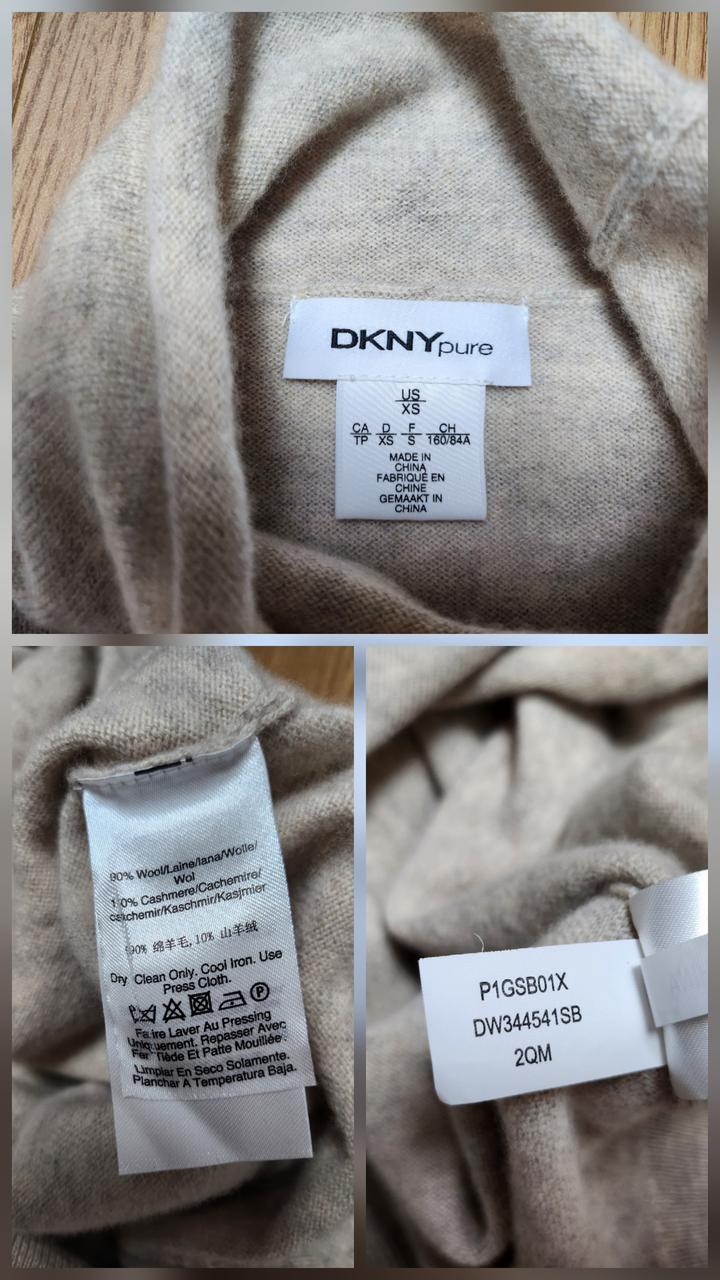 DKNYpure
US
XS
CA D F CH
TP XS S 160/84A
MADE IN
CHINA
FABRIQUÉ EN
CHINE
GEMAAKT IN
CHINA
90% Wool/Laine/lana/Wolle/
Wol
10% Cashmere/Cachemire/
cachemir/Kaschmir/Kasjmier
90% 绵羊毛, 10% 山羊绒
Dry Clean Only. Cool Iron. Use
Press Cloth.
Faire Laver Au Pressing
Uniquement. Repasser Avec
Fer Tiède Et Patte Mouillée.
Limpiar En Seco Solamente.
Planchar A Temperatura Baja.
P1GSB01X
DW344541SB
2QM